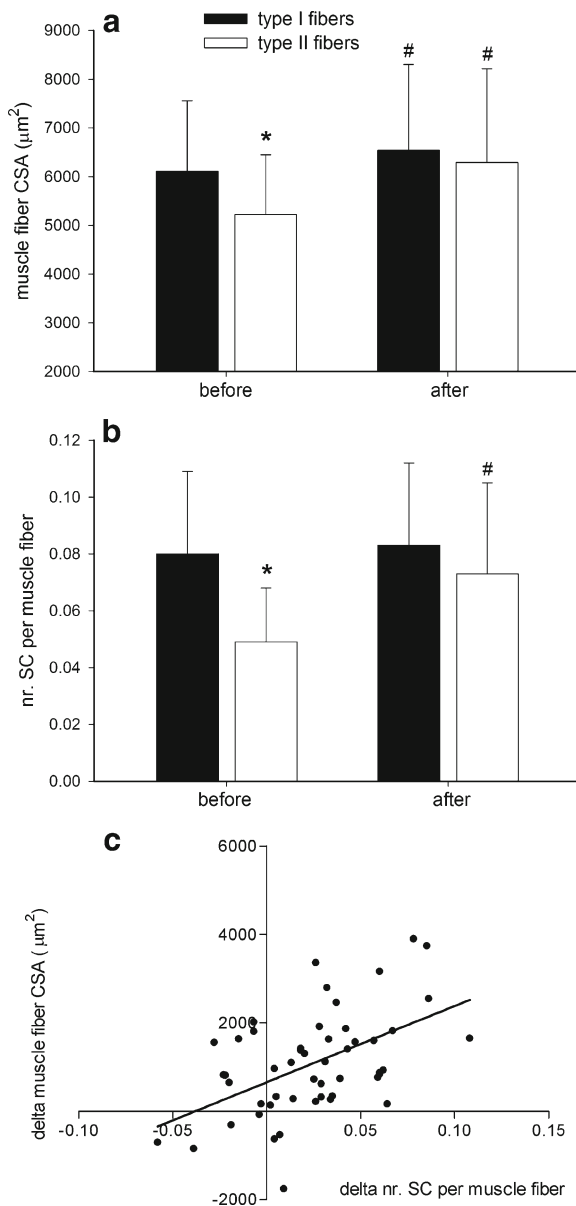 a
type I fibers
type II fibers
muscle fiber CSA (μm²)
9000
8000
7000
6000
5000
4000
3000
2000
*
#
#
before
after
b
nr. SC per muscle fiber
0.12
0.10
0.08
0.06
0.04
0.02
0.00
*
#
before
after
c
delta muscle fiber CSA (μm²)
6000
4000
2000
-2000
-0.10
-0.05
0.00
0.05
0.10
0.15
delta nr. SC per muscle fiber